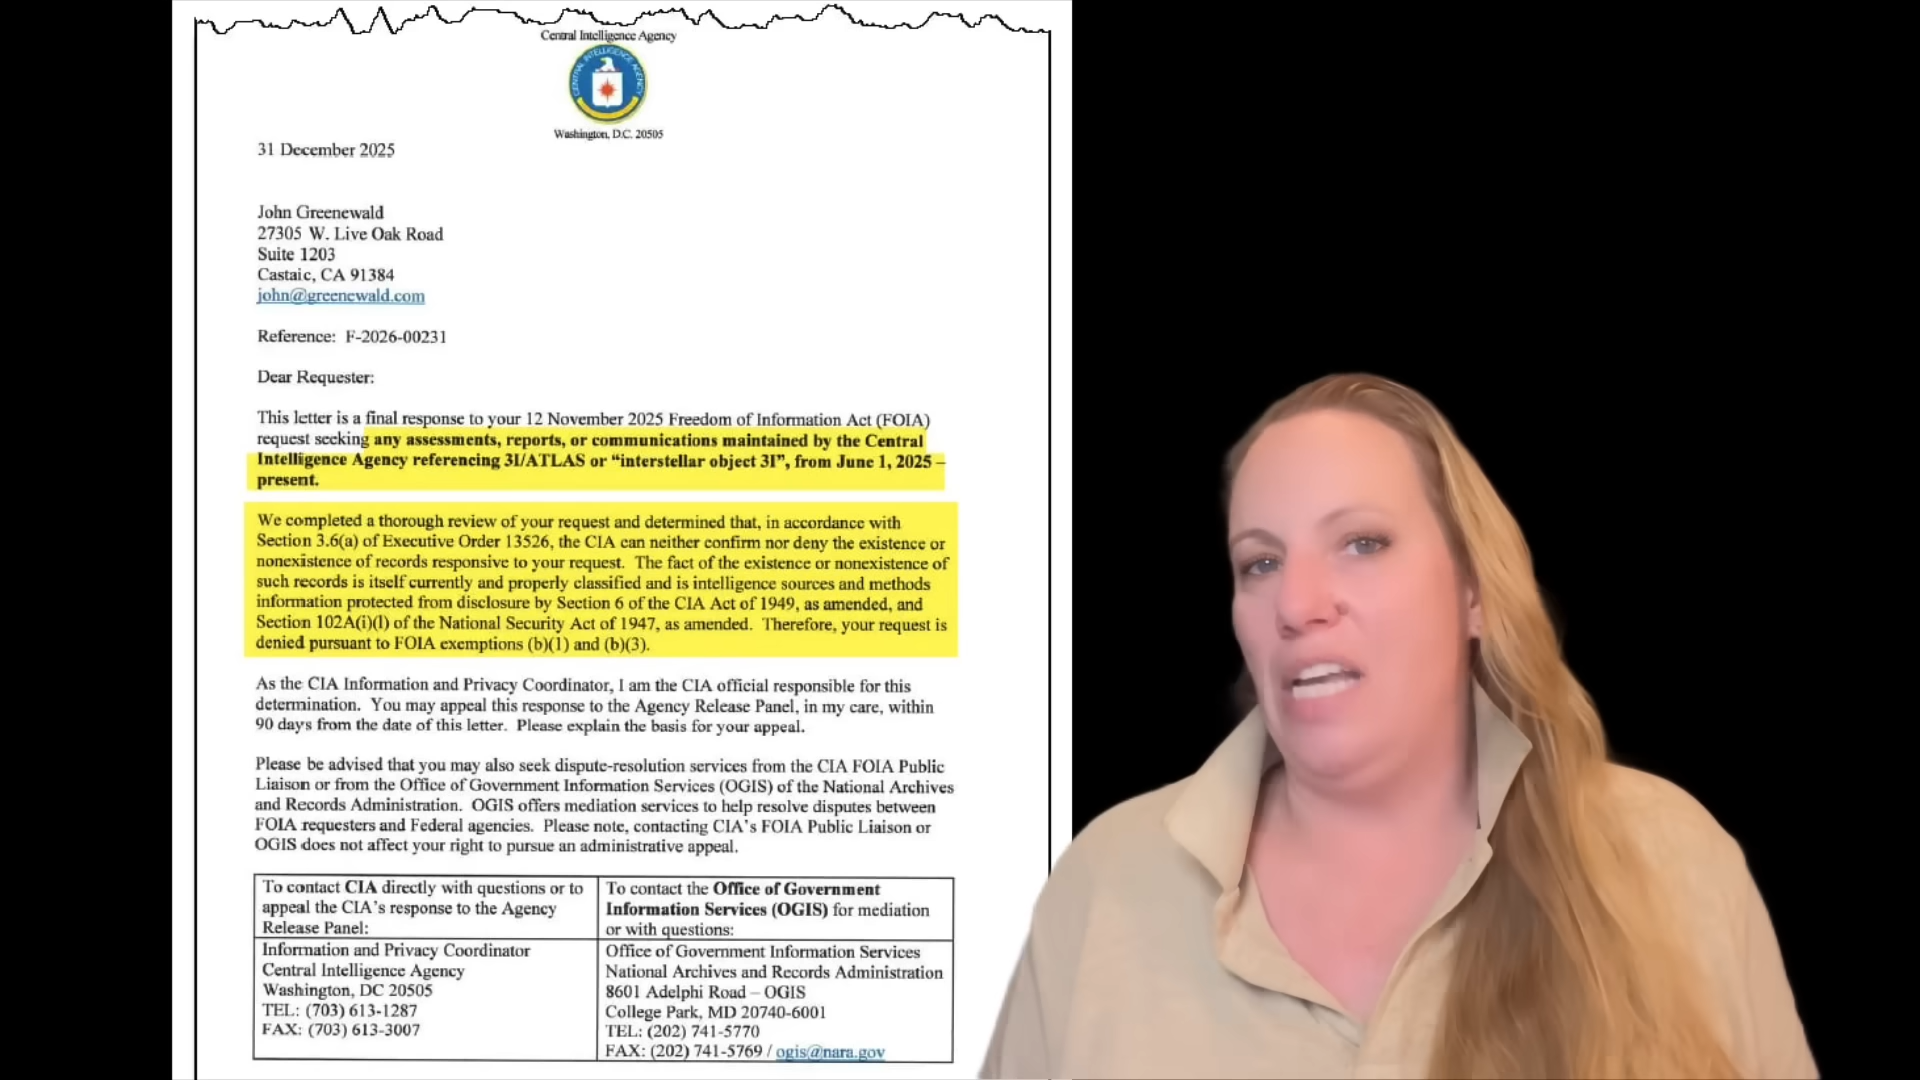 Central Intelligence Agency
CENTRAL INTELLIGENCE AGENCY
Washington, D.C. 20505
31 December 2025
John Greenewald
27305 W. Live Oak Road
Suite 1203
Castaic, CA 91384
john@greenewald.com
Reference: F-2026-00231
Dear Requester:
This letter is a final response to your 12 November 2025 Freedom of Information Act (FOIA)
request seeking any assessments, reports, or communications maintained by the Central
Intelligence Agency referencing 3I/ATLAS or “interstellar object 3I”, from June 1, 2025 –
present.
We completed a thorough review of your request and determined that, in accordance with
Section 3.6(a) of Executive Order 13526, the CIA can neither confirm nor deny the existence or
nonexistence of records responsive to your request. The fact of the existence or nonexistence of
such records is itself currently and properly classified and is intelligence sources and methods
information protected from disclosure by Section 6 of the CIA Act of 1949, as amended, and
Section 102A(i)(l) of the National Security Act of 1947, as amended. Therefore, your request is
denied pursuant to FOIA exemptions (b)(1) and (b)(3).
As the CIA Information and Privacy Coordinator, I am the CIA official responsible for this
determination. You may appeal this response to the Agency Release Panel, in my care, within
90 days from the date of this letter. Please explain the basis for your appeal.
Please be advised that you may also seek dispute-resolution services from the CIA FOIA Public
Liaison or from the Office of Government Information Services (OGIS) of the National Archives
and Records Administration. OGIS offers mediation services to help resolve disputes between
FOIA requesters and Federal agencies. Please note, contacting CIA’s FOIA Public Liaison or
OGIS does not affect your right to pursue an administrative appeal.
To contact CIA directly with questions or to
appeal the CIA’s response to the Agency
Release Panel:
Information and Privacy Coordinator
Central Intelligence Agency
Washington, DC 20505
TEL: (703) 613-1287
FAX: (703) 613-3007
To contact the Office of Government
Information Services (OGIS) for mediation
or with questions:
Office of Government Information Services
National Archives and Records Administration
8601 Adelphi Road – OGIS
College Park, MD 20740-6001
TEL: (202) 741-5770
FAX: (202) 741-5769 / ogis@nara.gov